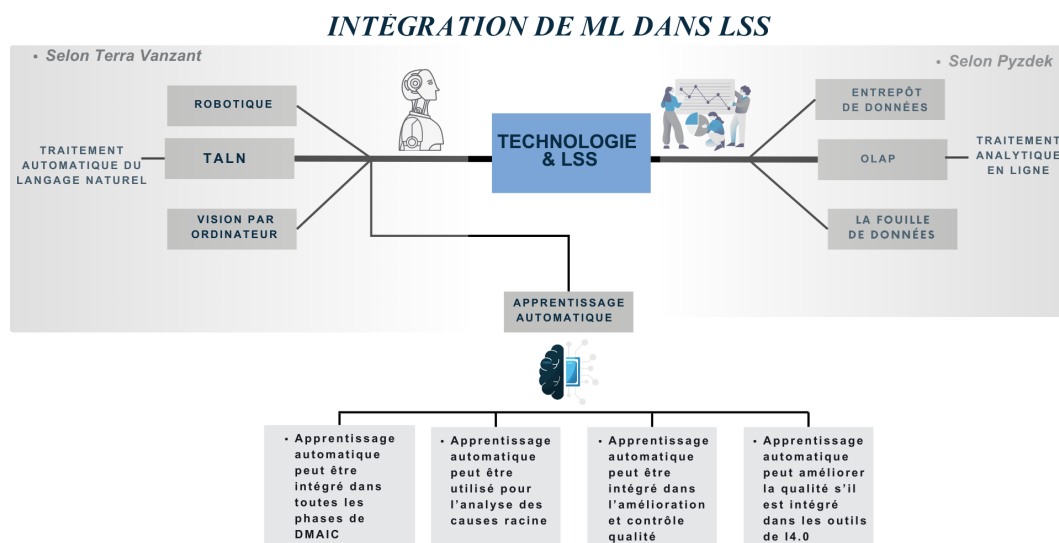 INTÉGRATION DE ML DANS LSS
• Selon Terra Vanzant
• Selon Pyzdek
ROBOTIQUE
TRAITEMENT
AUTOMATIQUE DU
LANGAGE NATUREL
TALN
VISION PAR
ORDINATEUR
TECHNOLOGIE
& LSS
ENTREPÔT
DE DONNÉES
OLAP
TRAITEMENT
ANALYTIQUE
EN LIGNE
LA FOUILLE
DE DONNÉES
APPRENTISSAGE
AUTOMATIQUE
• Apprentissage
automatique
peut être
intégré dans
toutes les
phases de
DMAIC
• Apprentissage
automatique
peut être
utilisé pour
l'analyse des
causes racine
• Apprentissage
automatique
peut être
intégré dans
l'amélioration
et contrôle
qualité
• Apprentissage
automatique
peut améliorer
la qualité s'il
est intégré
dans les outils
de I4.0